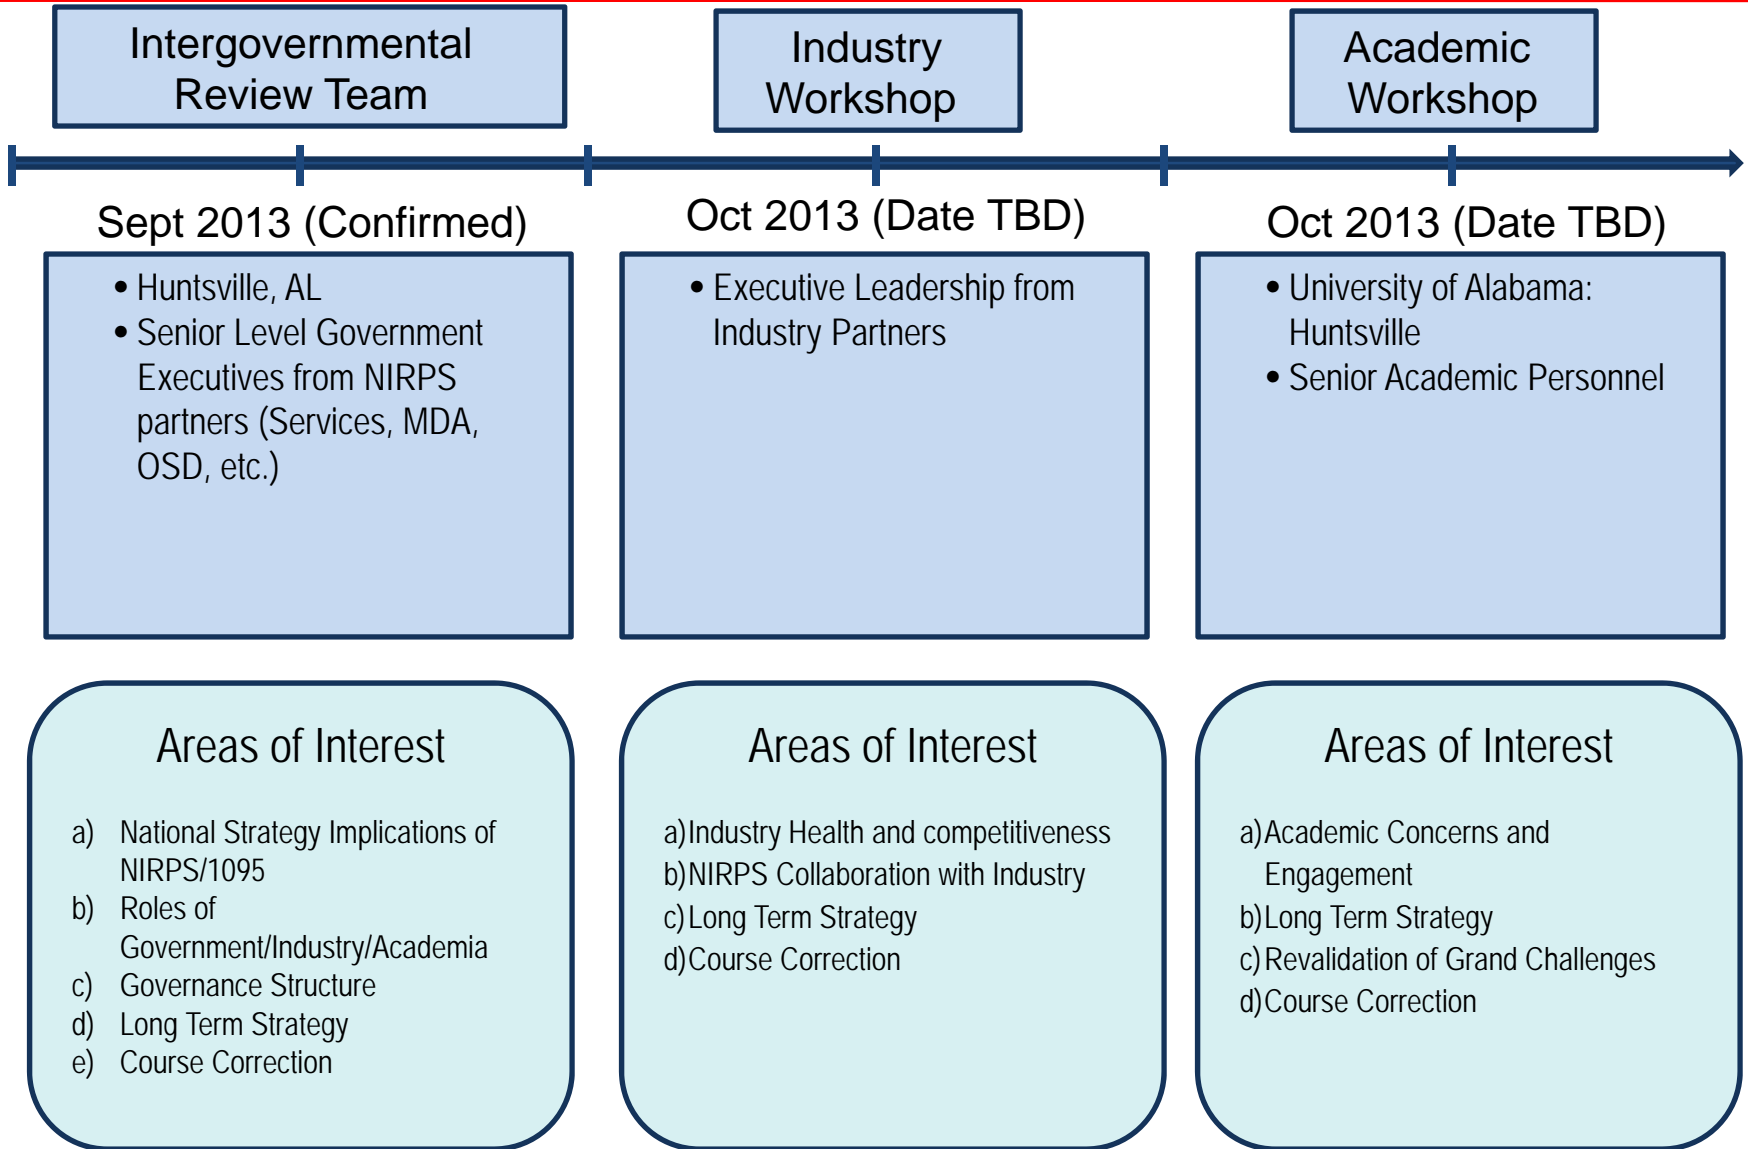 Intergovernmental
Review Team
Industry
Workshop
Academic
Workshop
Sept 2013 (Confirmed)
Oct 2013 (Date TBD)
Oct 2013 (Date TBD)
• Huntsville, AL
• Senior Level Government
Executives from NIRPS
partners (Services, MDA,
OSD, etc.)
• Executive Leadership from
Industry Partners
• University of Alabama:
Huntsville
• Senior Academic Personnel
Areas of Interest
a) National Strategy Implications of
NIRPS/1095
b) Roles of
Government/Industry/Academia
c) Governance Structure
d) Long Term Strategy
e) Course Correction
Areas of Interest
a)Industry Health and competitiveness
b)NIRPS Collaboration with Industry
c)Long Term Strategy
d)Course Correction
Areas of Interest
a)Academic Concerns and
Engagement
b)Long Term Strategy
c)Revalidation of Grand Challenges
d)Course Correction